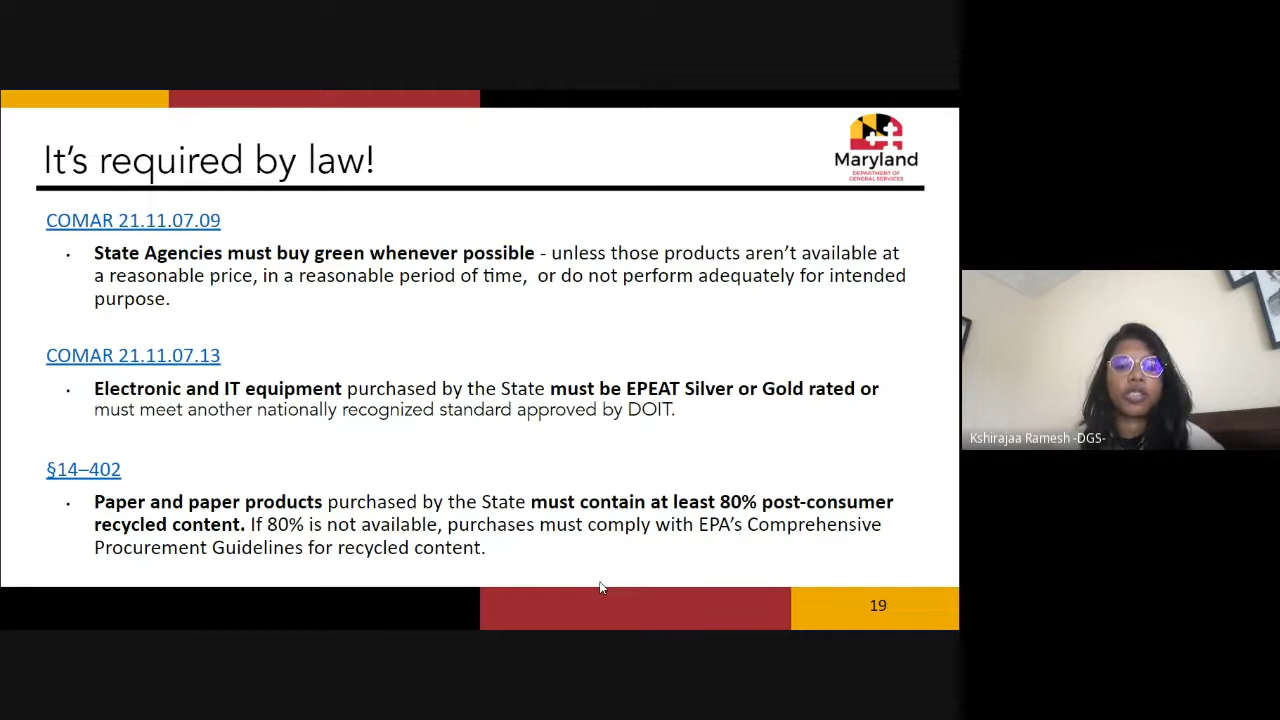 It's required by law!
Maryland
DEPARTMENT OF
GENERAL SERVICES
COMAR 21.11.07.09
· State Agencies must buy green whenever possible - unless those products aren't available at
a reasonable price, in a reasonable period of time, or do not perform adequately for intended
purpose.
COMAR 21.11.07.13
· Electronic and IT equipment purchased by the State must be EPEAT Silver or Gold rated or
must meet another nationally recognized standard approved by DOIT.
§14–402
· Paper and paper products purchased by the State must contain at least 80% post-consumer
recycled content. If 80% is not available, purchases must comply with EPA's Comprehensive
Procurement Guidelines for recycled content.
19
Kshirajaa Ramesh -DGS-